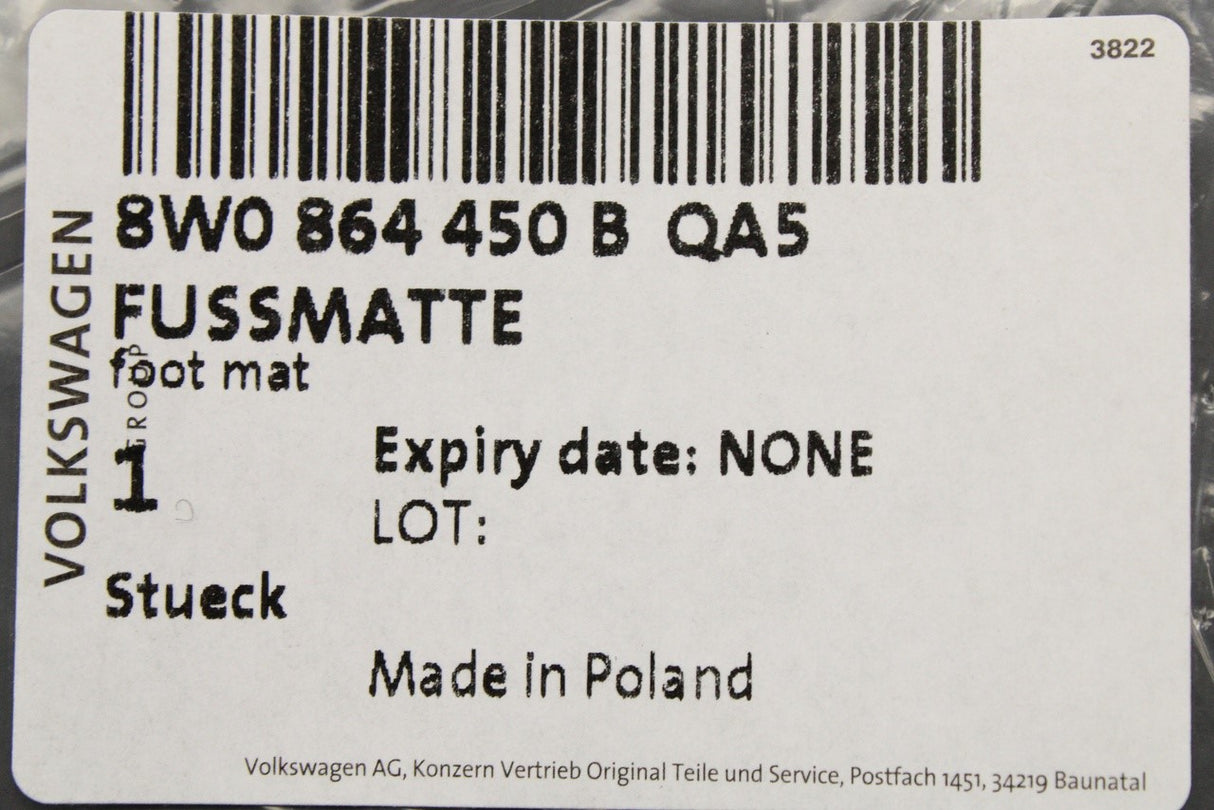 3822
8W0 864 450 B QA5
FUSSMATTE
foot mat
VOLKSWAGEN
GROUP
1
Expiry date: NONE
LOT:
Stueck
Made in Poland
Volkswagen AG, Konzern Vertrieb Original Teile und Service, Postfach 1451, 34219 Baunatal